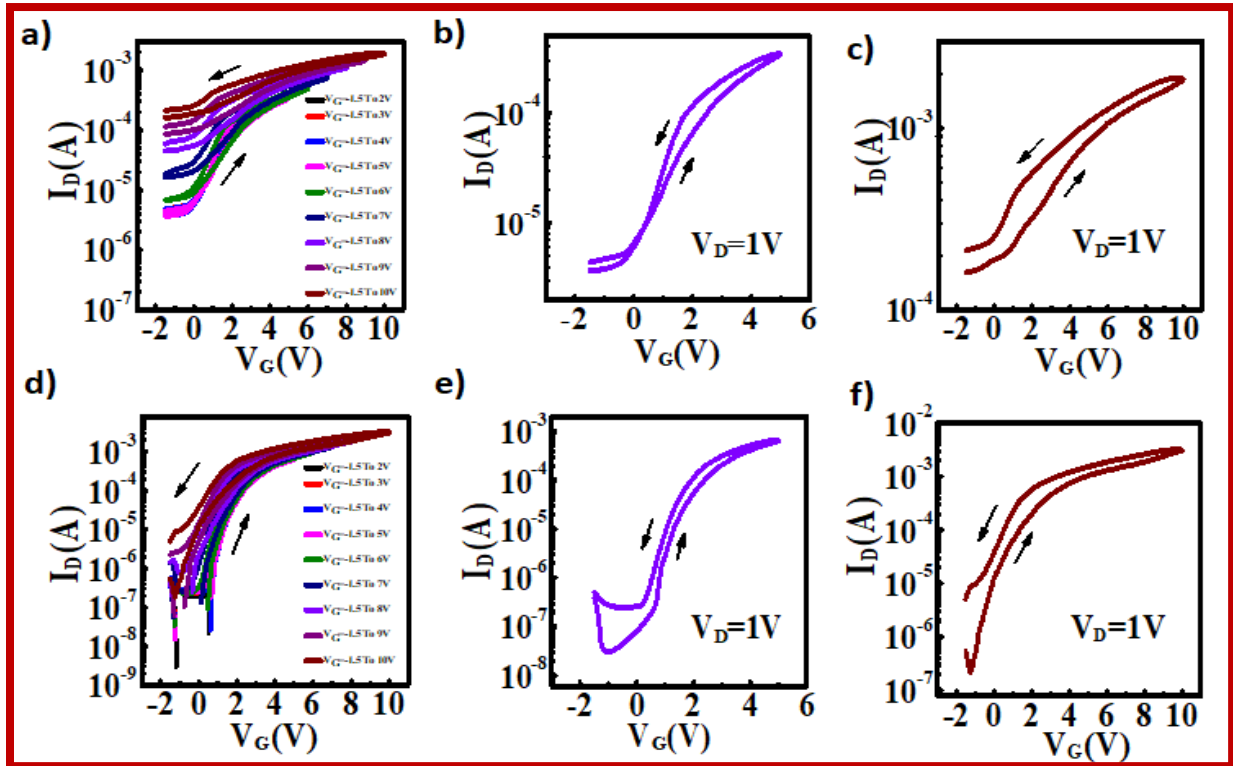 a)
I_D(A)
10⁻³
10⁻⁴
10⁻⁵
10⁻⁶
10⁻⁷
V_G=-1.5 To 2V
V_G=-1.5 To 3V
V_G=-1.5 To 4V
V_G=-1.5 To 5V
V_G=-1.5 To 6V
V_G=-1.5 To 7V
V_G=-1.5 To 8V
V_G=-1.5 To 9V
V_G=-1.5 To 10V
-2 0 2 4 6 8 10
V_G(V)
b)
I_D(A)
10⁻⁴
10⁻⁵
V_D=1V
-2 0 2 4 6
V_G(V)
c)
I_D(A)
10⁻³
10⁻⁴
V_D=1V
-2 0 2 4 6 8 10
V_G(V)
d)
I_D(A)
10⁻³
10⁻⁴
10⁻⁵
10⁻⁶
10⁻⁷
10⁻⁸
10⁻⁹
V_G=-1.5 To 2V
V_G=-1.5 To 3V
V_G=-1.5 To 4V
V_G=-1.5 To 5V
V_G=-1.5 To 6V
V_G=-1.5 To 7V
V_G=-1.5 To 8V
V_G=-1.5 To 9V
V_G=-1.5 To 10V
-2 0 2 4 6 8 10
V_G(V)
e)
I_D(A)
10⁻³
10⁻⁴
10⁻⁵
10⁻⁶
10⁻⁷
10⁻⁸
V_D=1V
-2 0 2 4 6
V_G(V)
f)
I_D(A)
10⁻²
10⁻³
10⁻⁴
10⁻⁵
10⁻⁶
10⁻⁷
V_D=1V
-2 0 2 4 6 8 10
V_G(V)